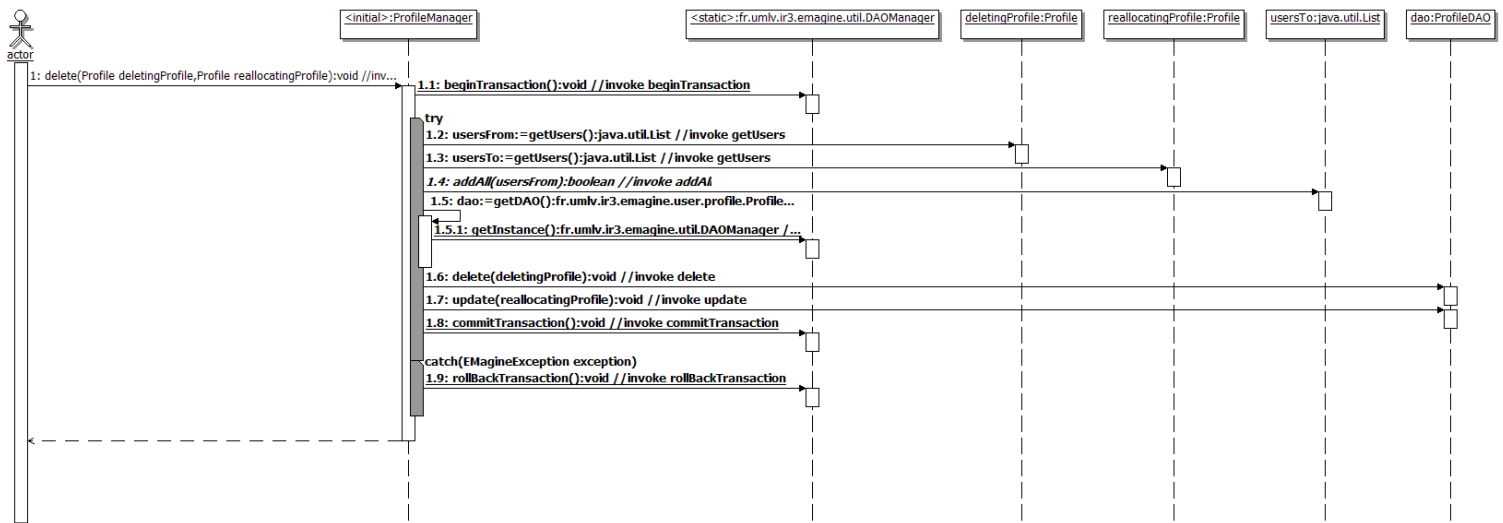 <initial>:ProfileManager
<static>:fr.umlv.ir3.emagine.util.DAOManager
deletingProfile:Profile
reallocatingProfile:Profile
usersTo:java.util.List
dao:ProfileDAO
actor
1: delete(Profile deletingProfile,Profile reallocatingProfile):void //inv...
1.1: beginTransaction():void //invoke beginTransaction
try
1.2: usersFrom:=getUsers():java.util.List //invoke getUsers
1.3: usersTo:=getUsers():java.util.List //invoke getUsers
1.4: addAll(usersFrom):boolean //invoke addAll
1.5: dao:=getDAO():fr.umlv.ir3.emagine.user.profile.Profile...
1.5.1: getInstance():fr.umlv.ir3.emagine.util.DAOManager /...
1.6: delete(deletingProfile):void //invoke delete
1.7: update(reallocatingProfile):void //invoke update
1.8: commitTransaction():void //invoke commitTransaction
catch(EMagineException exception)
1.9: rollBackTransaction():void //invoke rollBackTransaction